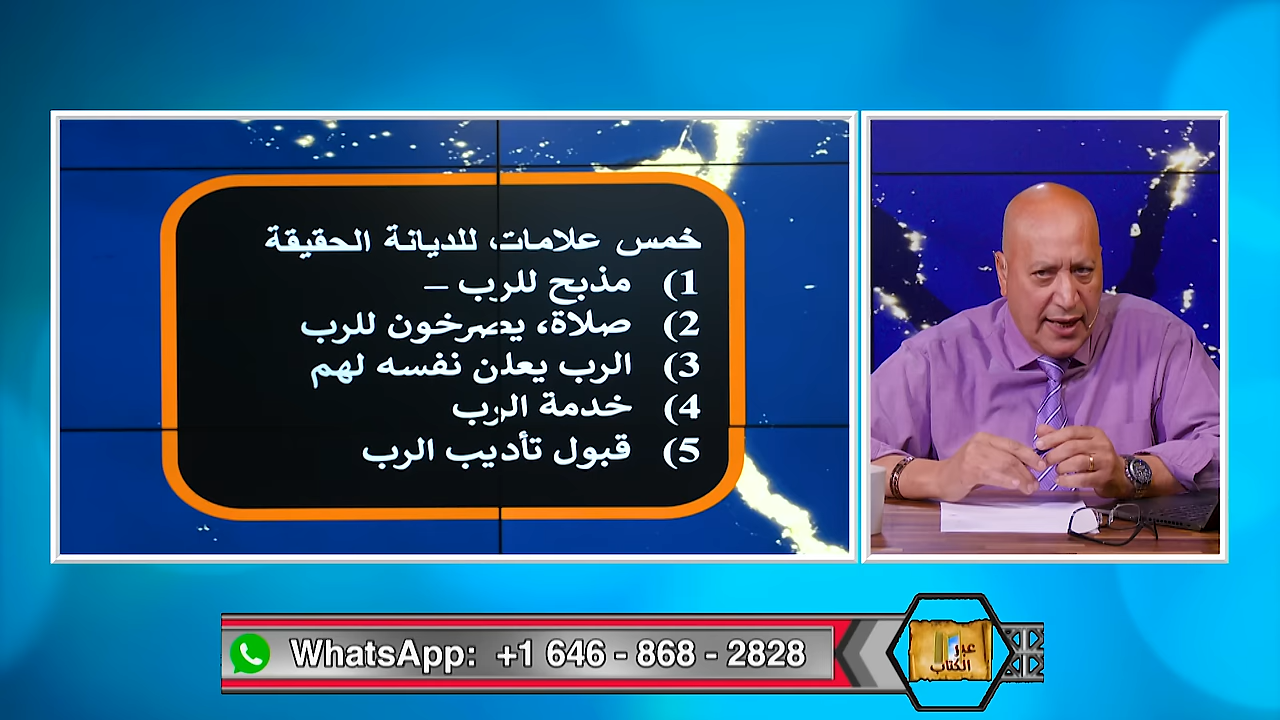 خمس علامات للديانة الحقيقة
1) مذبح للرب –
2) صلاة، يصرخون للرب
3) الرب يعلن نفسه لهم
4) خدمة الرب
5) قبول تأديب الرب
WhatsApp: +1 646 - 868 - 2828
عبر
الكتاب